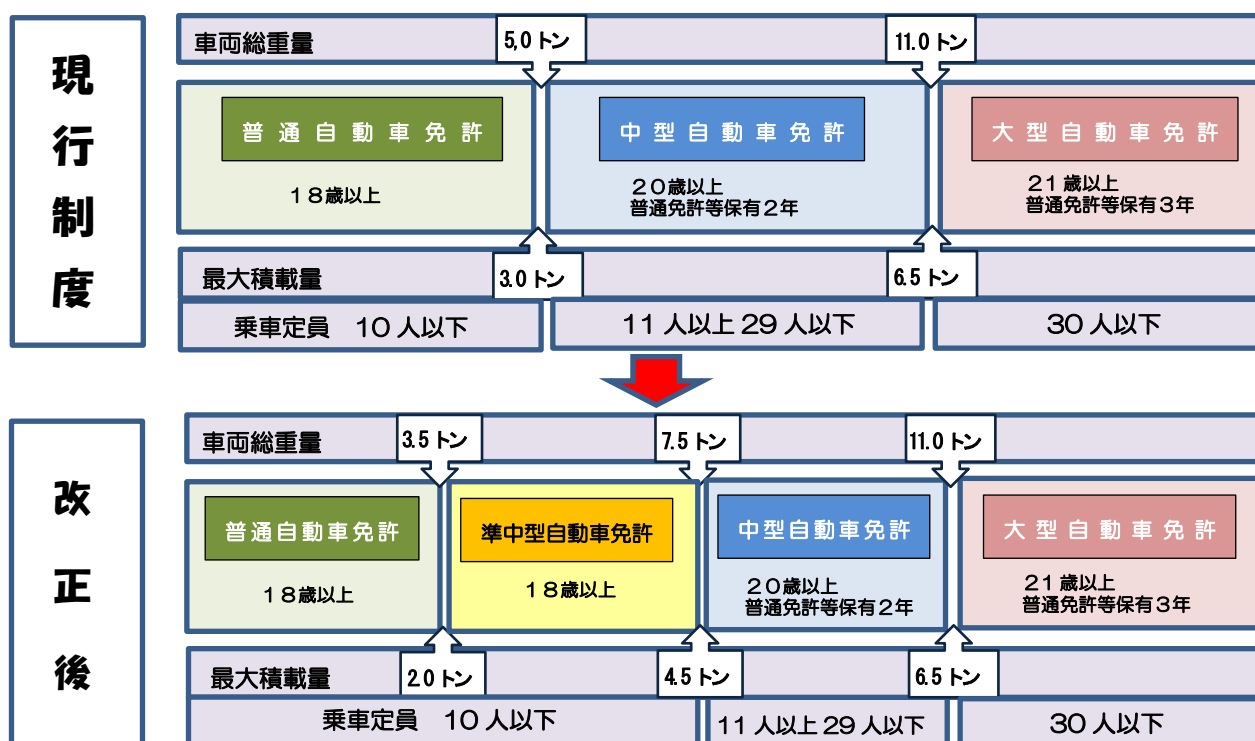 現行制度
車両総重量
5,0 トン
11.0 トン
普通自動車免許
中型自動車免許
大型自動車免許
18歳以上
20歳以上
普通免許等保有2年
21歳以上
普通免許等保有3年
最大積載量
3.0 トン
6.5 トン
乗車定員 10人以下
11人以上29人以下
30人以下
改正後
車両総重量
3.5 トン
7.5 トン
11.0 トン
普通自動車免許
準中型自動車免許
中型自動車免許
大型自動車免許
18歳以上
18歳以上
20歳以上
普通免許等保有2年
21歳以上
普通免許等保有3年
最大積載量
2.0 トン
4.5 トン
6.5 トン
乗車定員 10人以下
11人以上29人以下
30人以下